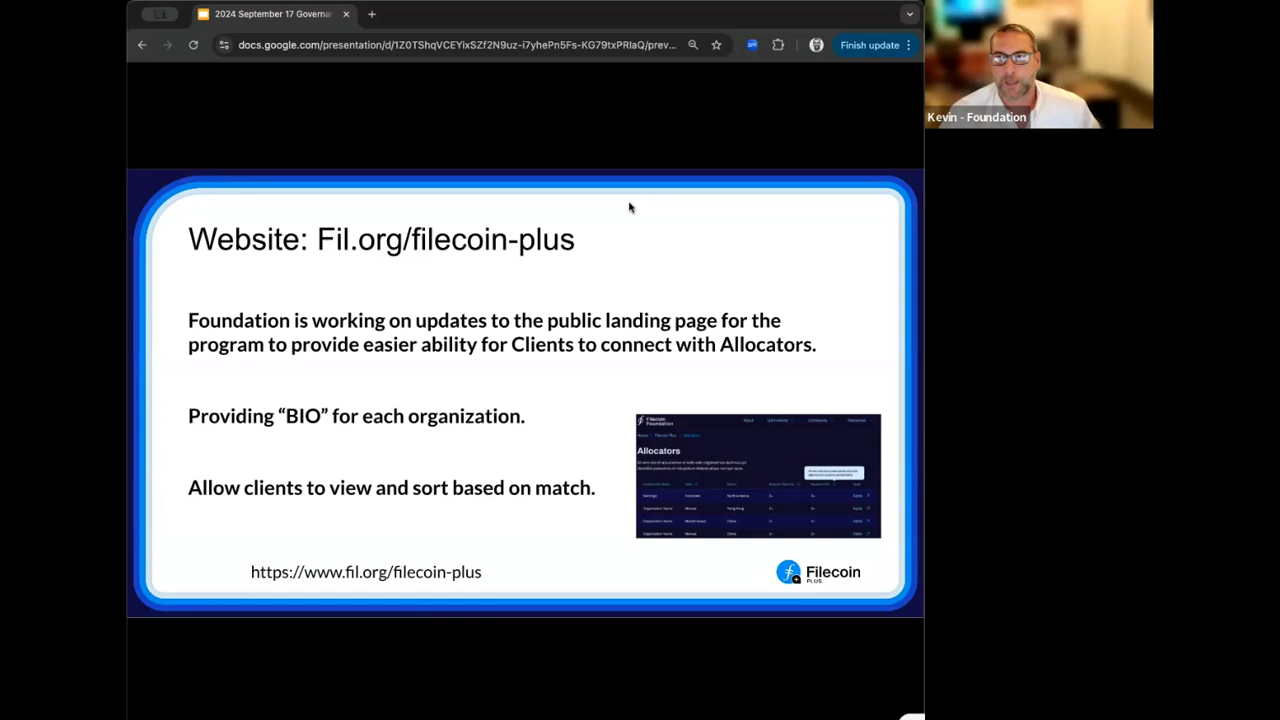 2024 September 17 Governa
docs.google.com/presentation/d/1Z0TShqVCEYixSZf2N9uz-i7yhePn5Fs-KG79txPRIaQ/prev...
Finish update
Kevin - Foundation
Website: Fil.org/filecoin-plus
Foundation is working on updates to the public landing page for the
program to provide easier ability for Clients to connect with Allocators.
Providing “BIO” for each organization.
Allow clients to view and sort based on match.
Filecoin
Foundation
Allocators
https://www.fil.org/filecoin-plus
Filecoin
PLUS